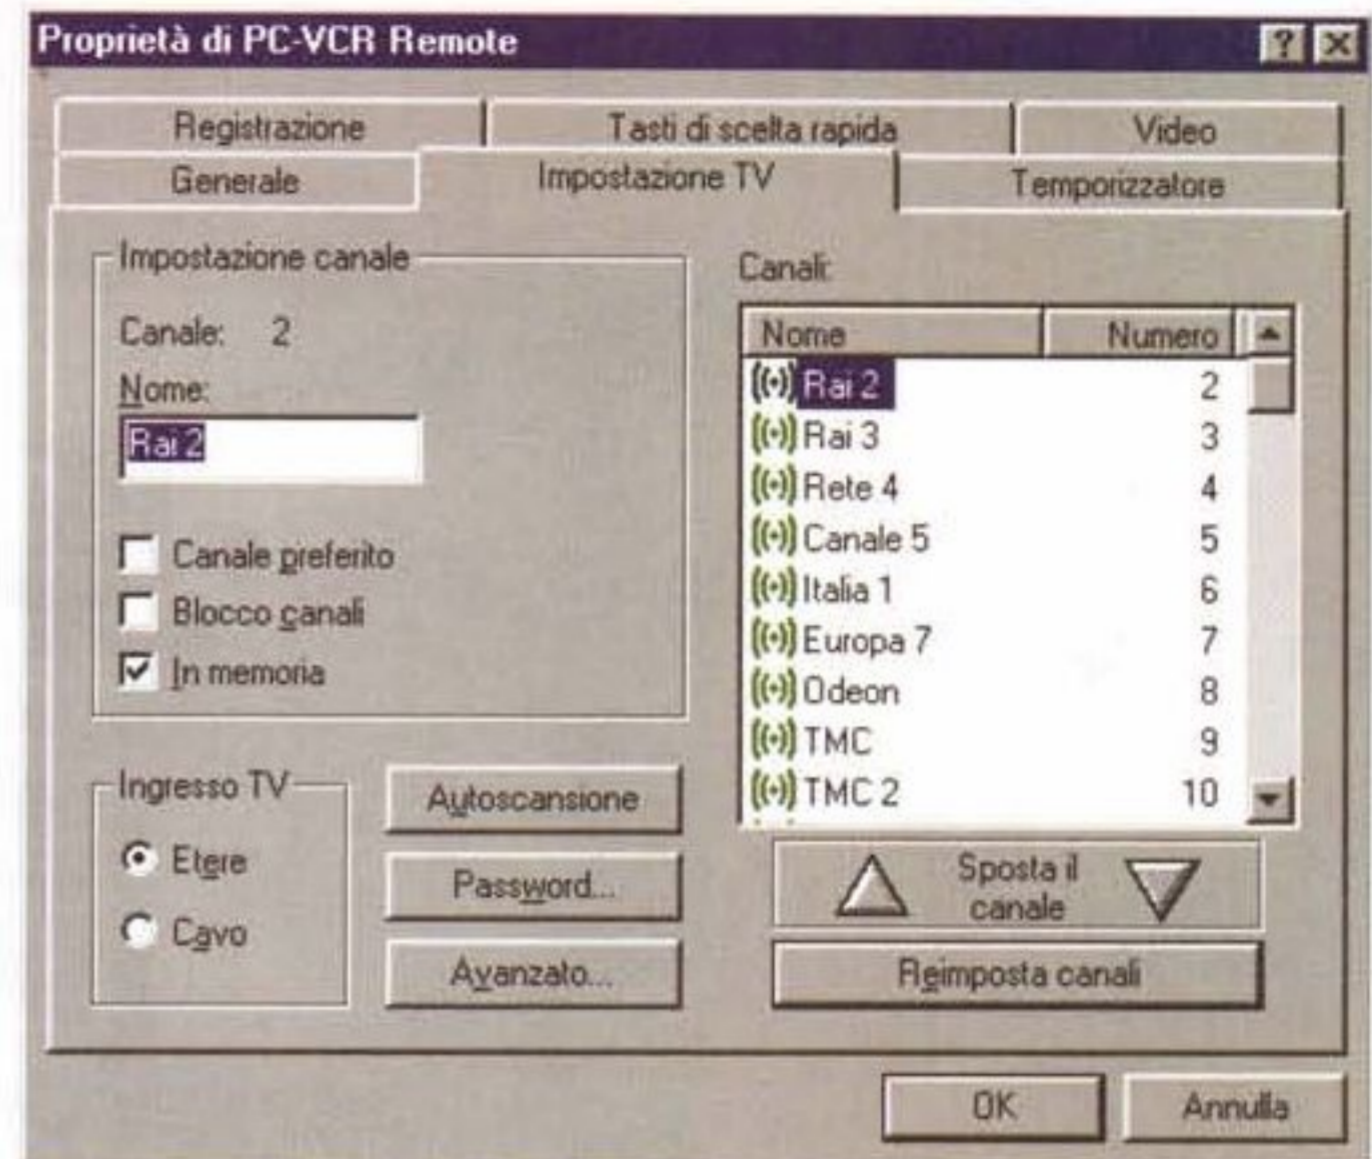 Proprietà di PC-VCR Remote
Registrazione Tasti di scelta rapida Video
Generale Impostazione TV Temporizzatore
Impostazione canale
Canale: 2
Nome:
Rai 2
Canale preferito
Blocco canali
In memoria
Ingresso TV
Etere
Cavo
Autoscansione
Password...
Avanzato...
Canali:
Nome Numero
Rai 2 2
Rai 3 3
Rete 4 4
Canale 5 5
Italia 1 6
Europa 7 7
Odeon 8
TMC 9
TMC 2 10
Sposta il
canale
Reimposta canali
OK Annulla